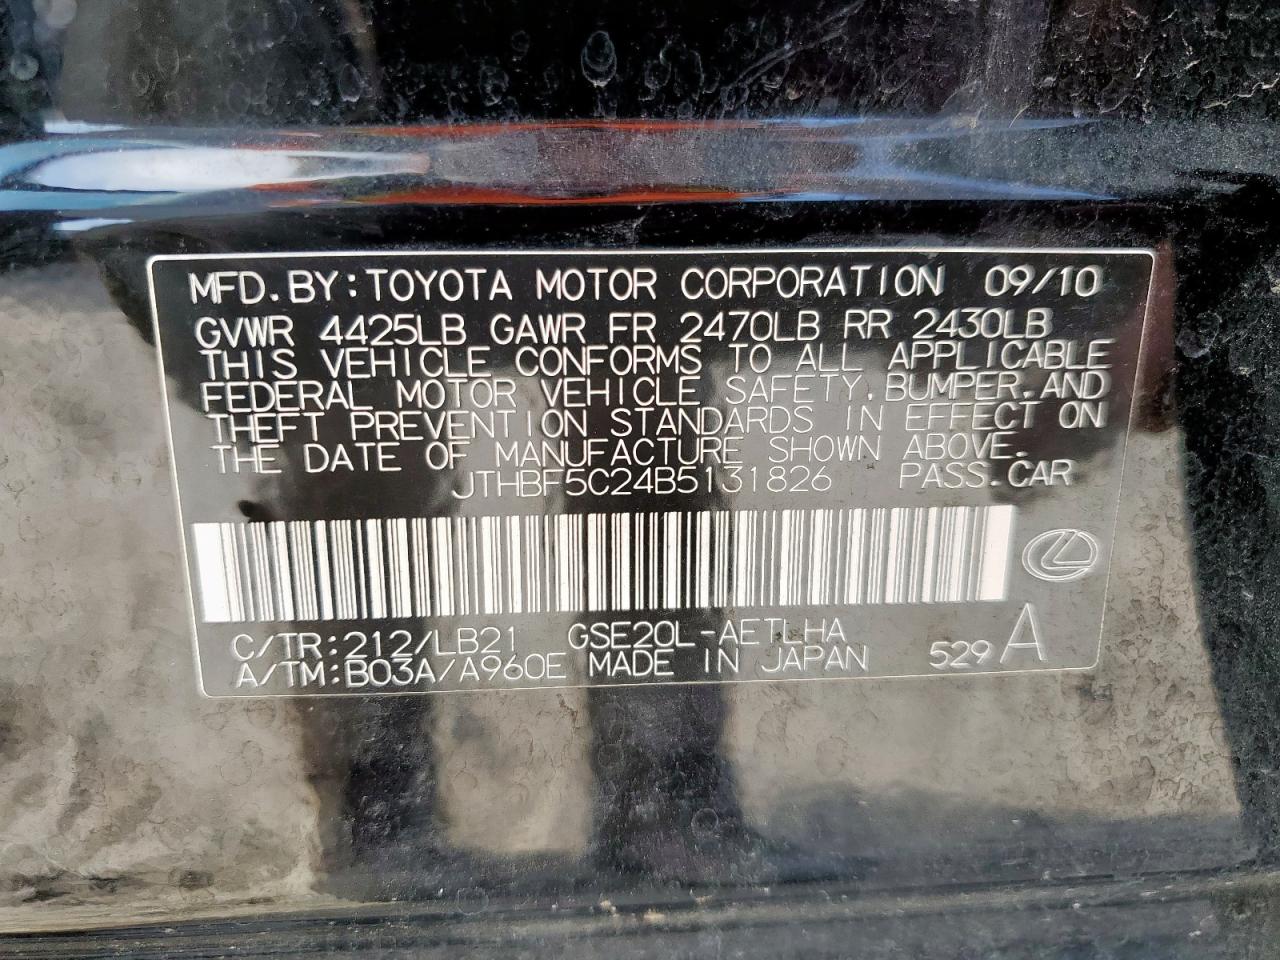 MFD.BY:TOYOTA MOTOR CORPORATION 09/10
GVWR 4425LB GAWR FR 2470LB RR 2430LB
THIS VEHICLE CONFORMS TO ALL APPLICABLE
FEDERAL MOTOR VEHICLE SAFETY,BUMPER,AND
THEFT PREVENTION STANDARDS IN EFFECT ON
THE DATE OF MANUFACTURE SHOWN ABOVE.
JTHBF5C24B5131826 PASS.CAR
C/TR:212/LB21 GSE20L-AETLHA
A/TM:B03A/A960E MADE IN JAPAN 529 A